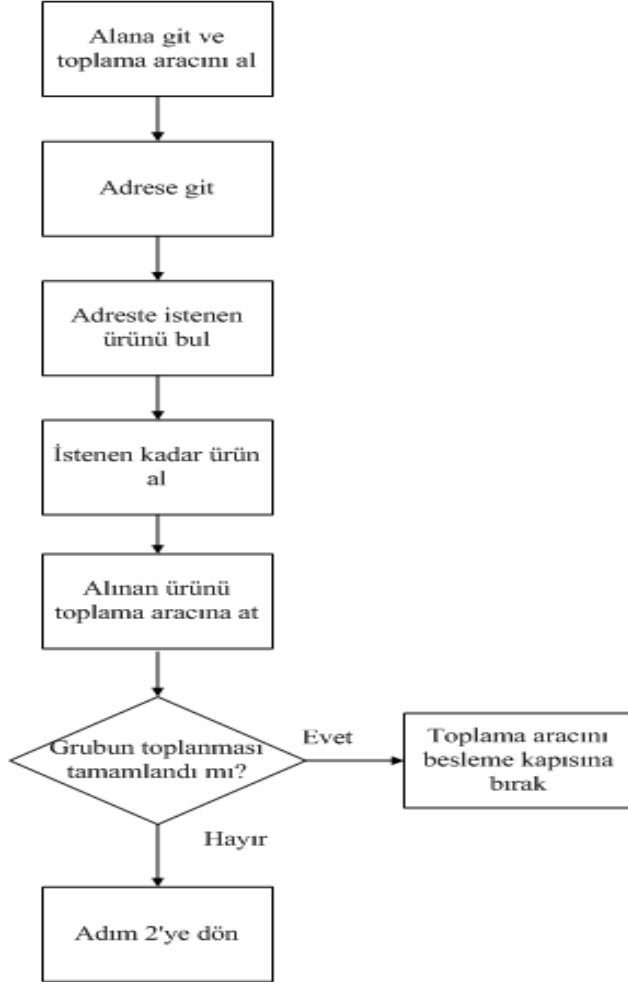 Alana git ve
toplama aracını al
Adrese git
Adreste istenen
ürünü bul
İstenen kadar ürün
al
Alınan ürünü
toplama aracına at
Grubun toplanması
tamamlandı mı?
Evet
Toplama aracını
besleme kapısına
bırak
Hayır
Adım 2'ye dön